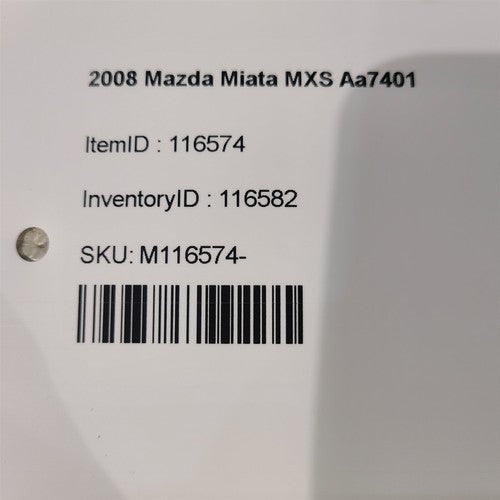 2008 Mazda Miata MXS Aa7401
ItemID : 116574
InventoryID : 116582
SKU: M116574-